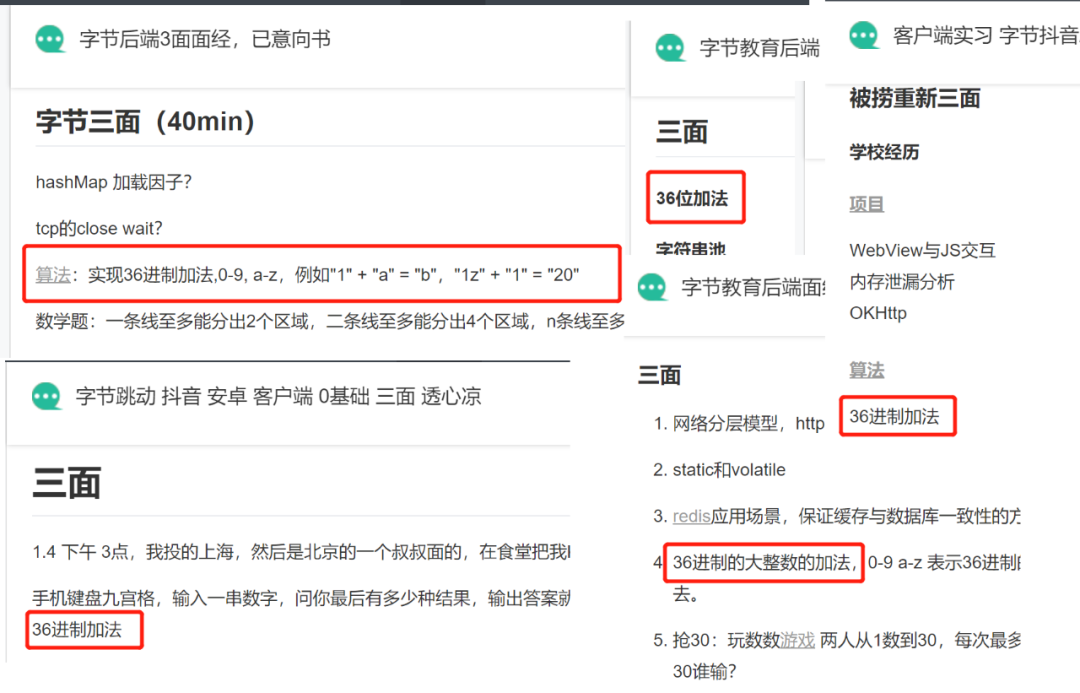 字节后端3面面经，已意向书
字节三面（40min）
hashMap 加载因子？
tcp的close wait？
算法：实现36进制加法,0-9, a-z，例如"1" + "a" = "b"，"1z" + "1" = "20"
数学题：一条线至多能分出2个区域，二条线至多能分出4个区域，n条线至多
字节跳动 抖音 安卓 客户端 0基础 三面 透心凉
三面
1.4 下午 3点，我投的上海，然后是北京的一个叔叔面的，在食堂把我
手机键盘九宫格，输入一串数字，问你最后有多少种结果，输出答案就
36进制加法
字节教育后端
三面
36位加法
字符串池
字节教育后端面
三面
1. 网络分层模型，http
2. static和volatile
3. redis应用场景，保证缓存与数据库一致性的方
4 36进制的大整数的加法，0-9 a-z 表示36进制
去。
5. 抢30：玩数数游戏 两人从1数到30，每次最多
30谁输？
客户端实习 字节抖音
被捞重新三面
学校经历
项目
WebView与JS交互
内存泄漏分析
OKHttp
算法
36进制加法